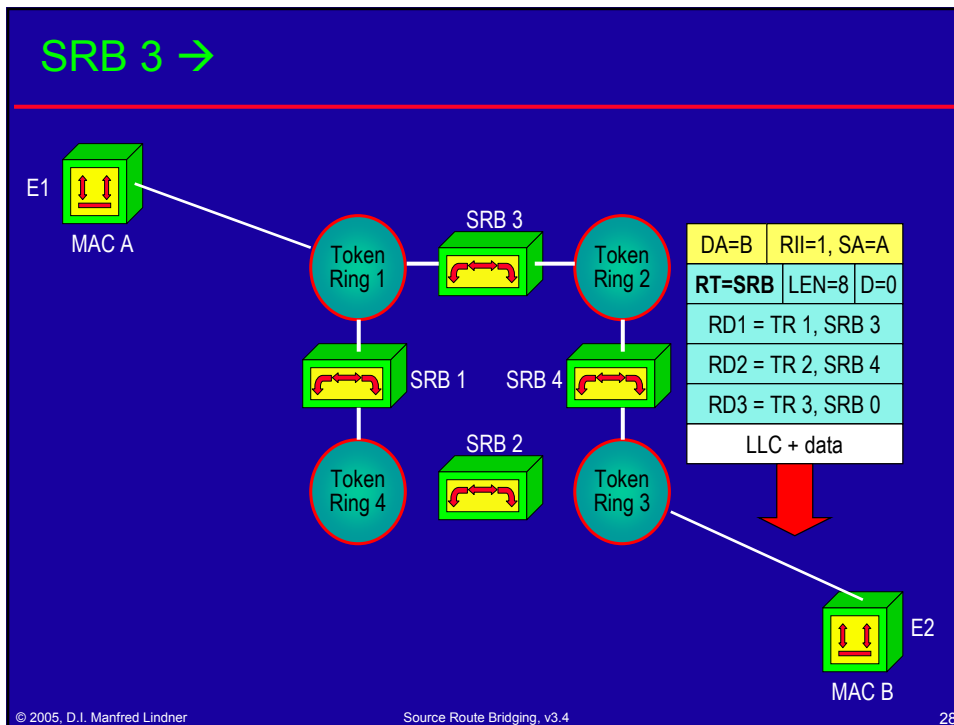 SRB 3 →
E1
MAC A
SRB 3
Token
Ring 1
Token
Ring 2
DA=B RII=1, SA=A
RT=SRB LEN=8 D=0
RD1 = TR 1, SRB 3
RD2 = TR 2, SRB 4
RD3 = TR 3, SRB 0
LLC + data
SRB 1
SRB 4
SRB 2
Token
Ring 4
Token
Ring 3
E2
MAC B
© 2005, D.I. Manfred Lindner Source Route Bridging, v3.4 28